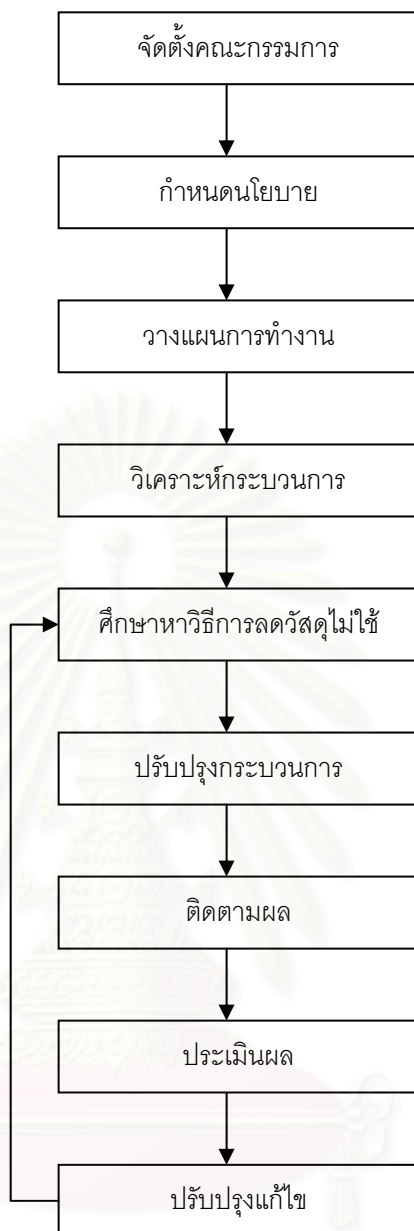 จัดตั้งคณะกรรมการ
กำหนดนโยบาย
วางแผนการทำงาน
วิเคราะห์กระบวนการ
ศึกษาหาวิธีการลดวัสดุไม่ใช้
ปรับปรุงกระบวนการ
ติดตามผล
ประเมินผล
ปรับปรุงแก้ไข